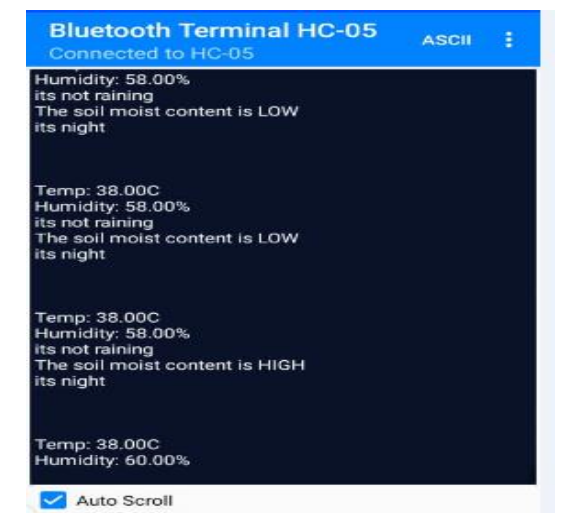 Bluetooth Terminal HC-05
Connected to HC-05
ASCII
Humidity: 58.00%
its not raining
The soil moist content is LOW
its night
Temp: 38.00C
Humidity: 58.00%
its not raining
The soil moist content is LOW
its night
Temp: 38.00C
Humidity: 58.00%
its not raining
The soil moist content is HIGH
its night
Temp: 38.00C
Humidity: 60.00%
Auto Scroll